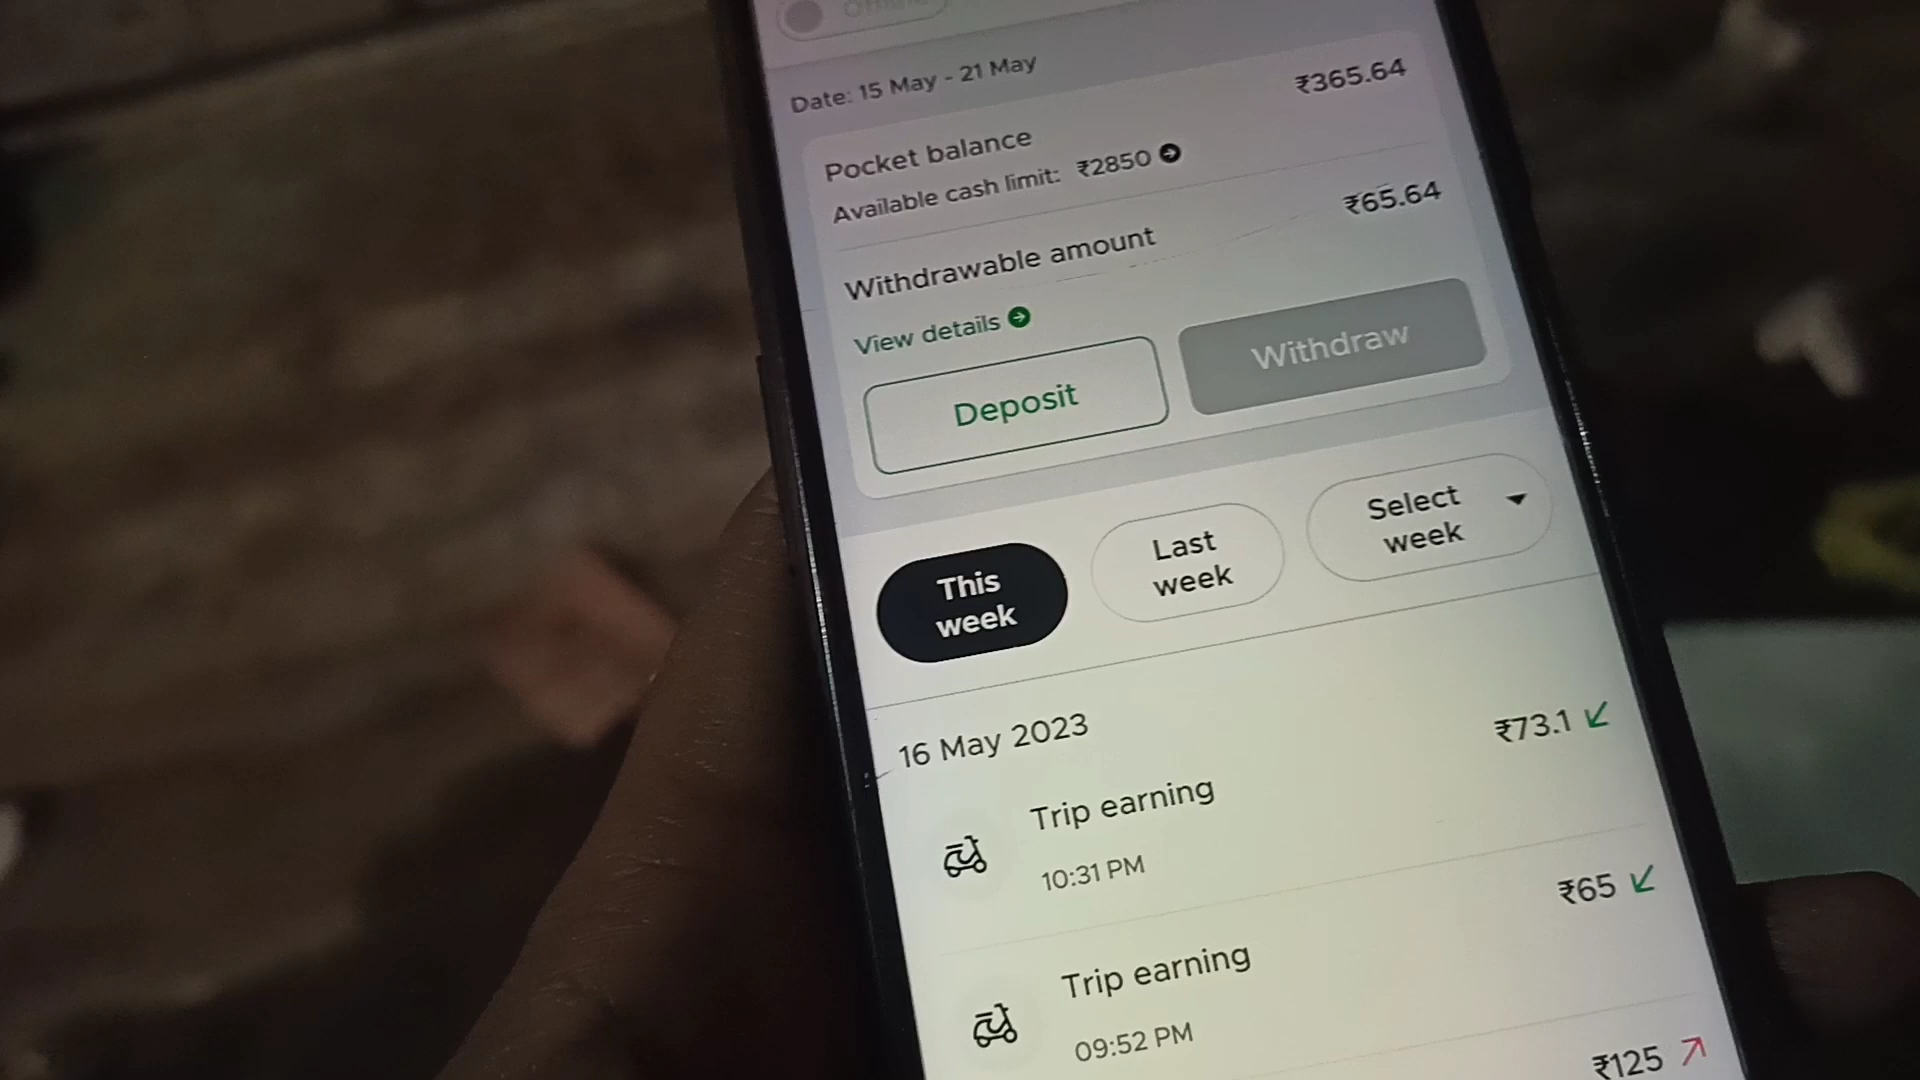 Date: 15 May - 21 May
Pocket balance ₹365.64
Available cash limit: ₹2850
Withdrawable amount ₹65.64
View details
Deposit Withdraw
This week
Last week
Select week
16 May 2023
Trip earning ₹73.1
10:31 PM
Trip earning ₹65
09:52 PM
₹125